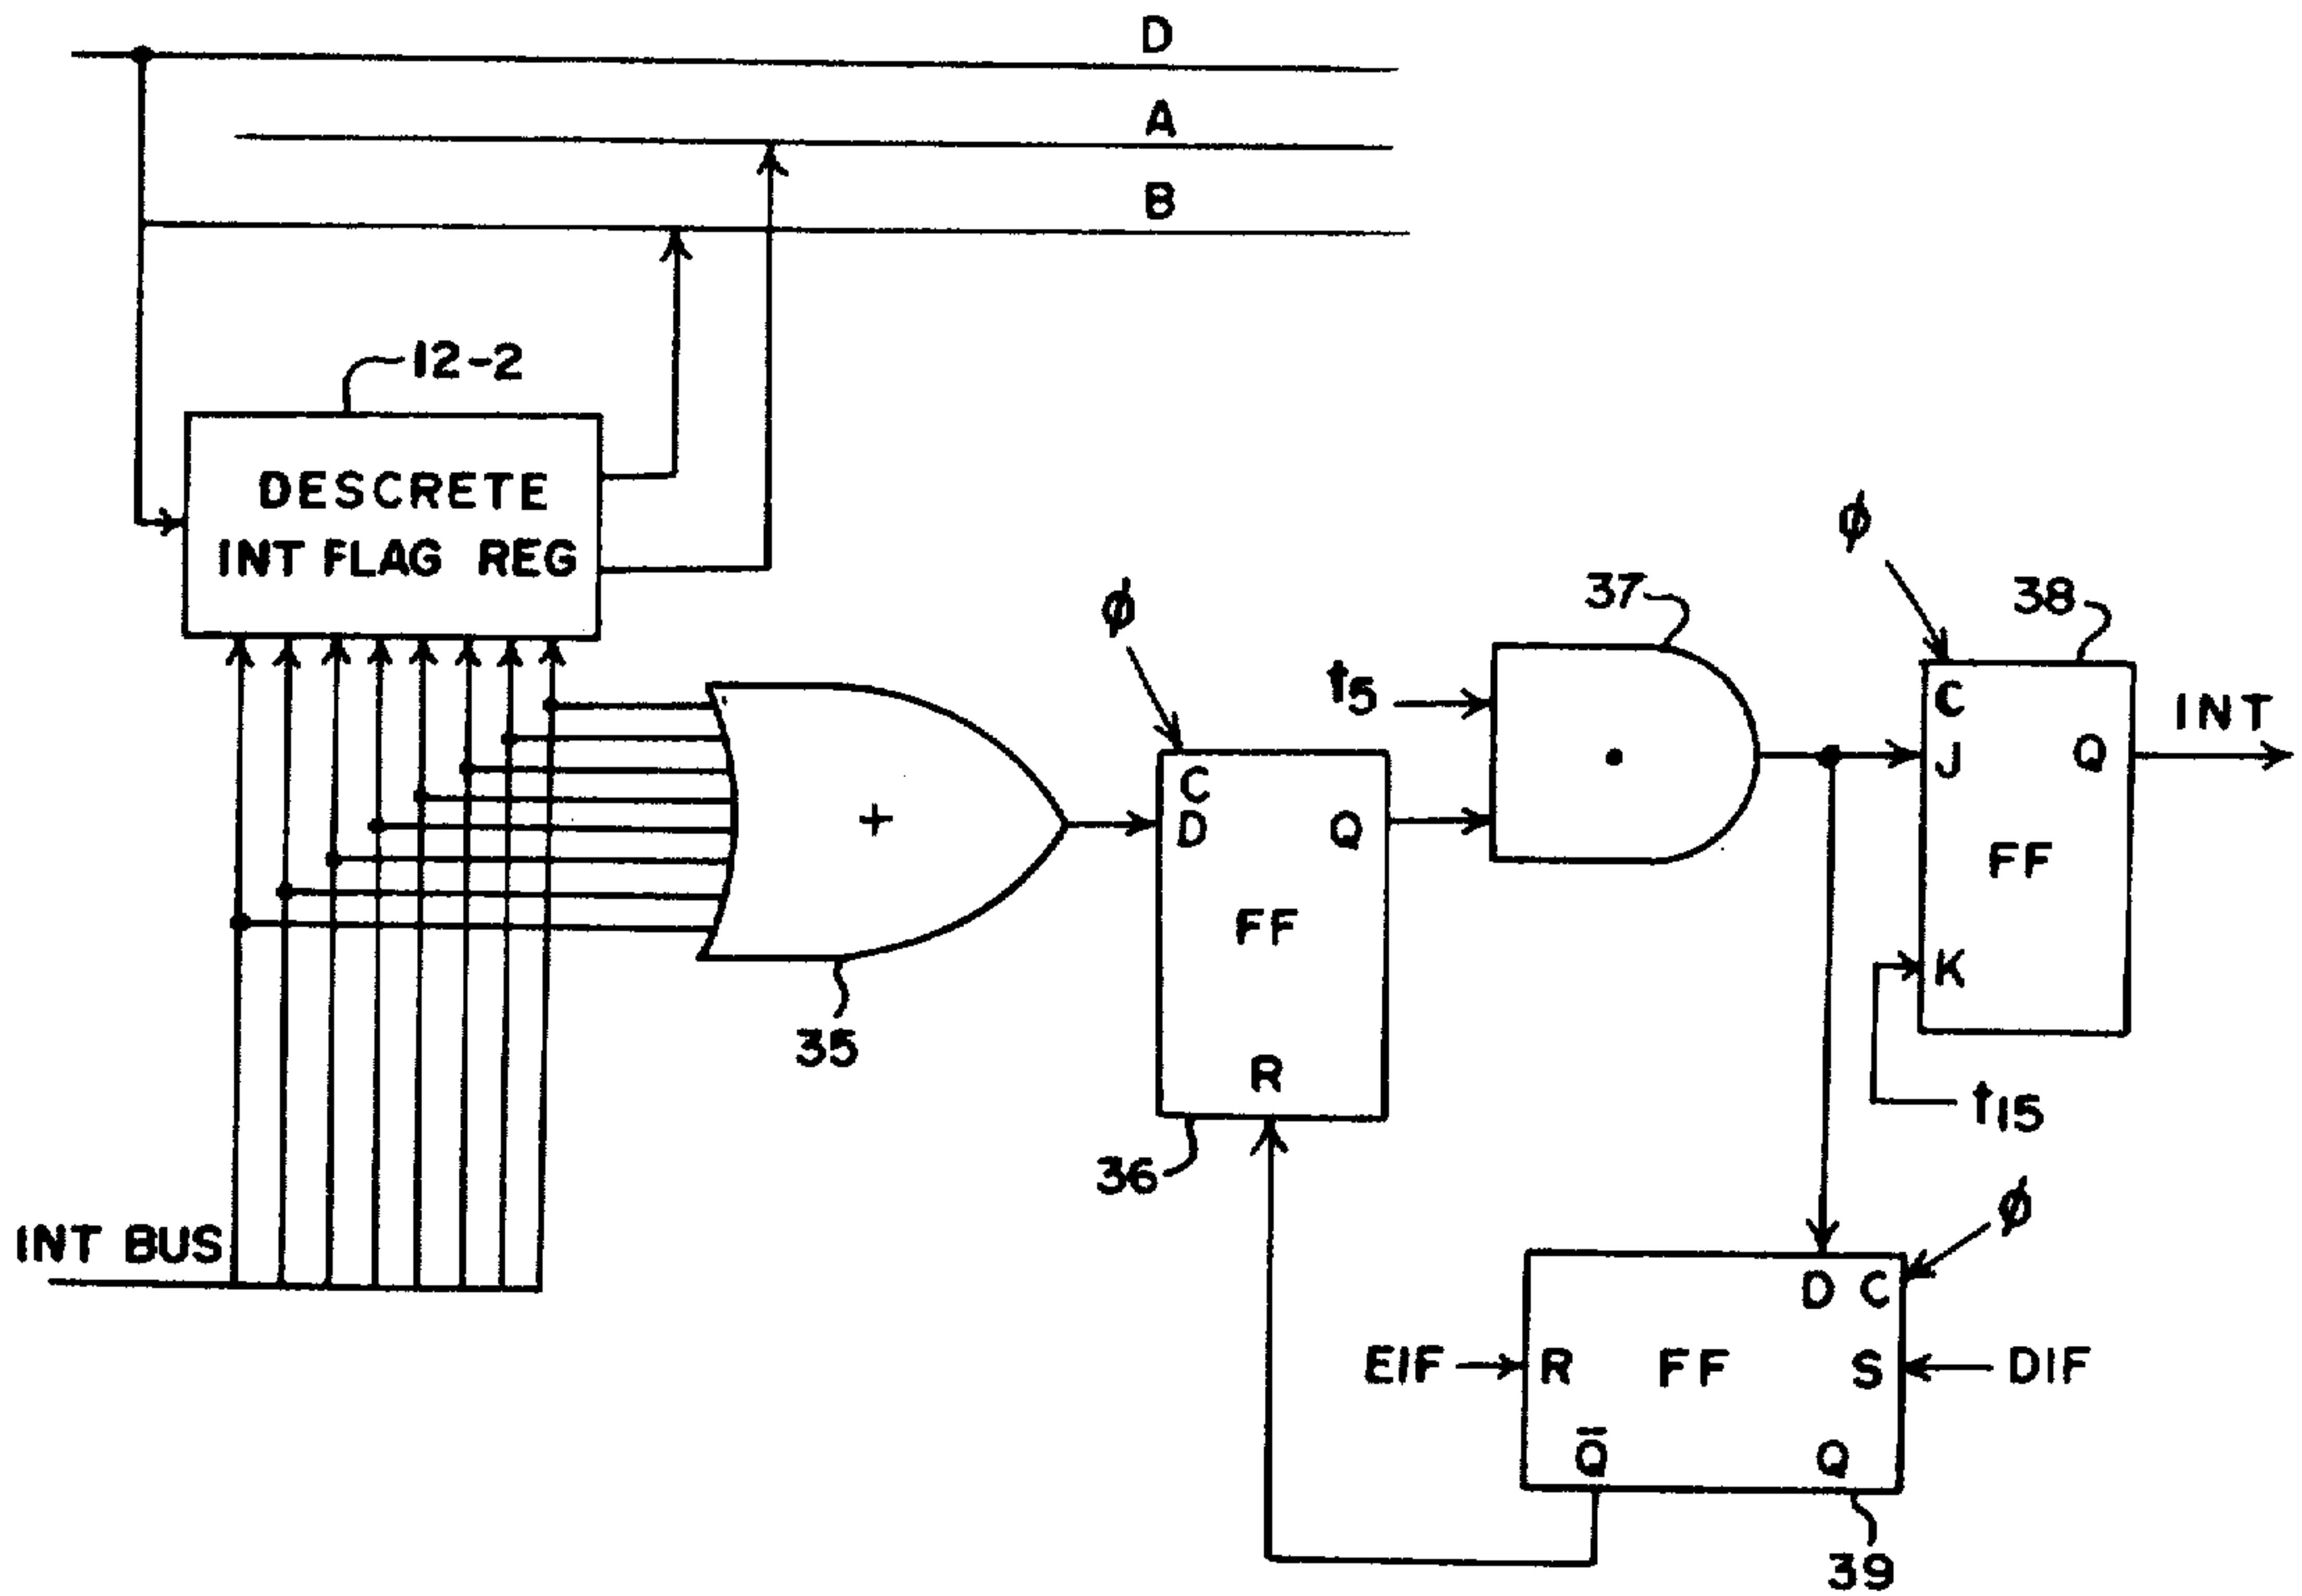 D
A
B
12-2
DESCRETE
INT FLAG REG
ϕ
ϕ
37
38
t5
C
J
Q
INT
FF
K
t15
+
35
C
D
Q
FF
R
36
•
INT BUS
ϕ
D C
EIF
R
FF
S
DIF
Q̅
Q
39